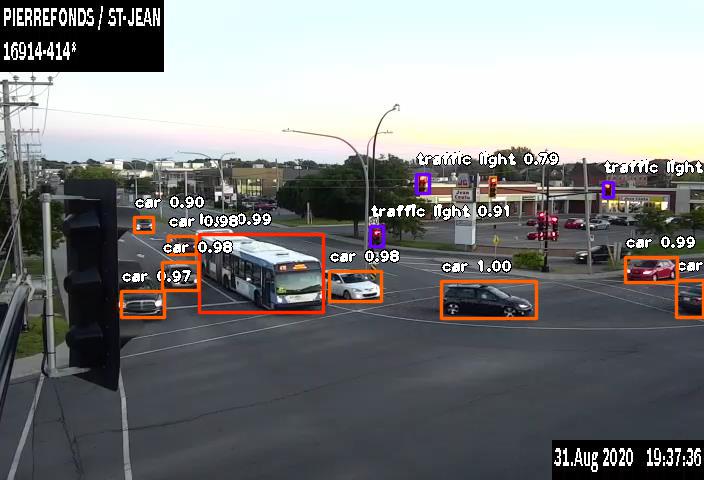 PIERREFONDS / ST-JEAN
16914-414*
traffic light 0.79
traffic light
car 0.90
car 0.98
0.99
traffic light 0.91
car 0.98
car 0.97
car 0.98
car 1.00
car 0.99
car
31.Aug 2020 19:37:36